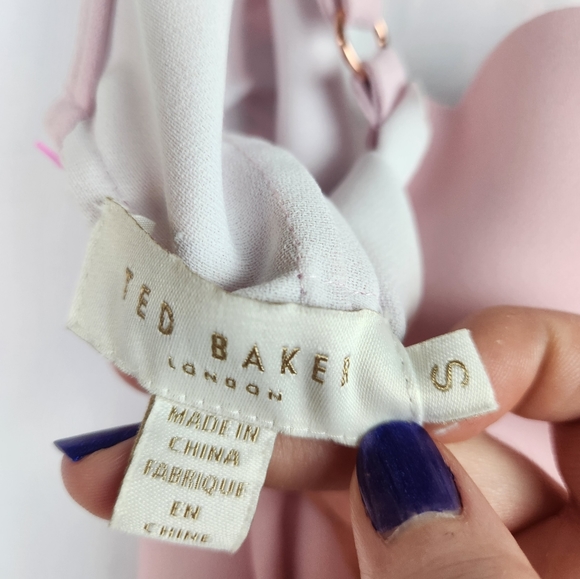 TED BAKER
LONDON
S
MADE IN
CHINA
FABRIQUE
EN
CHINE